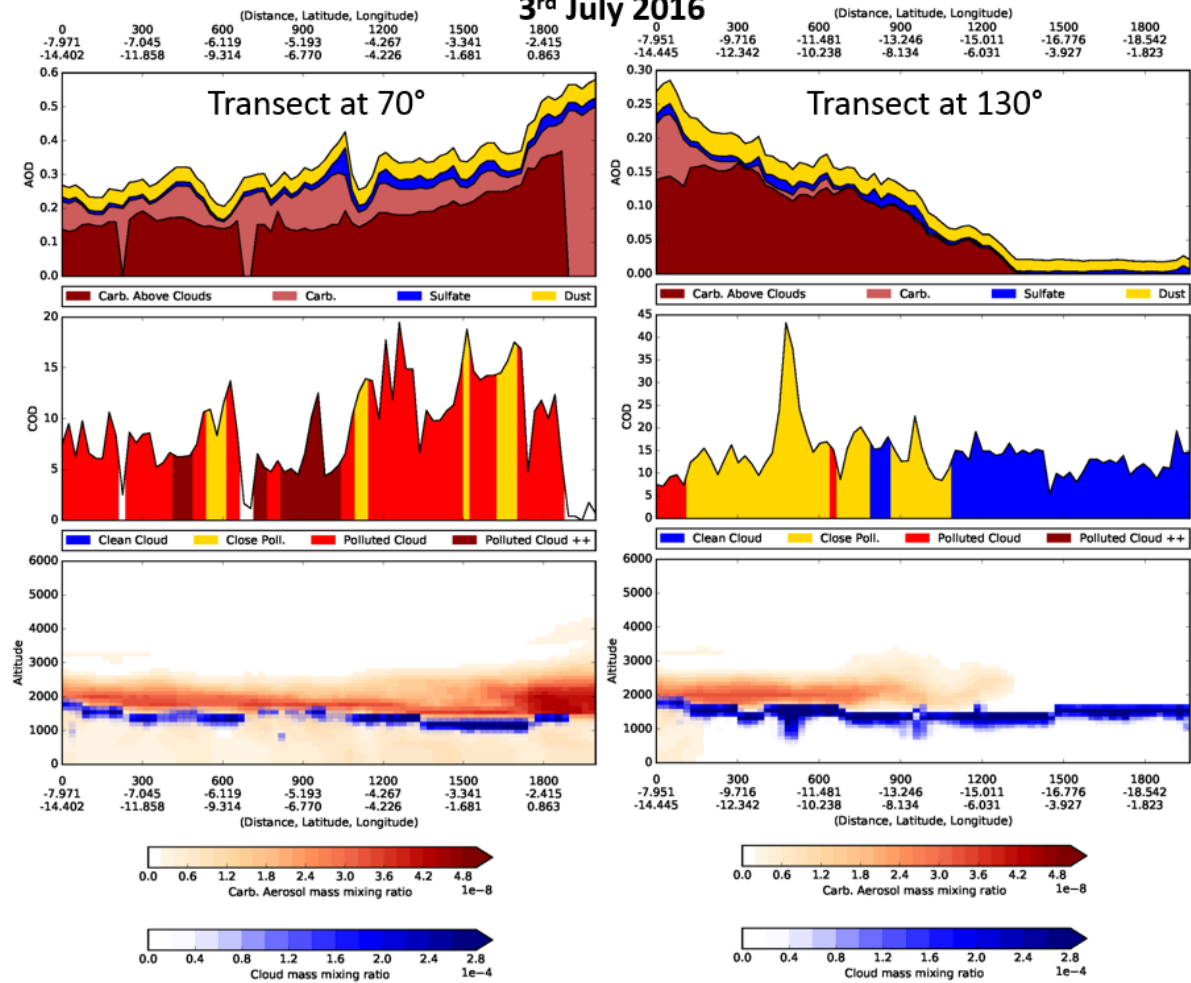 3rd July 2016
(Distance, Latitude, Longitude)
0 300 600 900 1200 1500 1800
-7.971 -7.045 -6.119 -5.193 -4.267 -3.341 -2.415
-14.402 -11.858 -9.314 -6.770 -4.226 -1.681 0.863
Transect at 70°
AOD
0.6
0.5
0.4
0.3
0.2
0.1
0.0
Carb. Above Clouds Carb. Sulfate Dust
COD
20
15
10
5
0
Clean Cloud Close Poll. Polluted Cloud Polluted Cloud ++
Altitude
6000
5000
4000
3000
2000
1000
0
0 300 600 900 1200 1500 1800
-7.971 -7.045 -6.119 -5.193 -4.267 -3.341 -2.415
-14.402 -11.858 -9.314 -6.770 -4.226 -1.681 0.863
(Distance, Latitude, Longitude)
0.0 0.6 1.2 1.8 2.4 3.0 3.6 4.2 4.8
1e-8
Carb. Aerosol mass mixing ratio
0.0 0.4 0.8 1.2 1.6 2.0 2.4 2.8
1e-4
Cloud mass mixing ratio
(Distance, Latitude, Longitude)
0 300 600 900 1200 1500 1800
-7.951 -9.716 -11.481 -13.246 -15.011 -16.776 -18.542
-14.445 -12.342 -10.238 -8.134 -6.031 -3.927 -1.823
Transect at 130°
AOD
0.30
0.25
0.20
0.15
0.10
0.05
0.00
Carb. Above Clouds Carb. Sulfate Dust
COD
45
40
35
30
25
20
15
10
5
0
Clean Cloud Close Poll. Polluted Cloud Polluted Cloud ++
Altitude
6000
5000
4000
3000
2000
1000
0
0 300 600 900 1200 1500 1800
-7.951 -9.716 -11.481 -13.246 -15.011 -16.776 -18.542
-14.445 -12.342 -10.238 -8.134 -6.031 -3.927 -1.823
(Distance, Latitude, Longitude)
0.0 0.6 1.2 1.8 2.4 3.0 3.6 4.2 4.8
1e-8
Carb. Aerosol mass mixing ratio
0.0 0.4 0.8 1.2 1.6 2.0 2.4 2.8
1e-4
Cloud mass mixing ratio